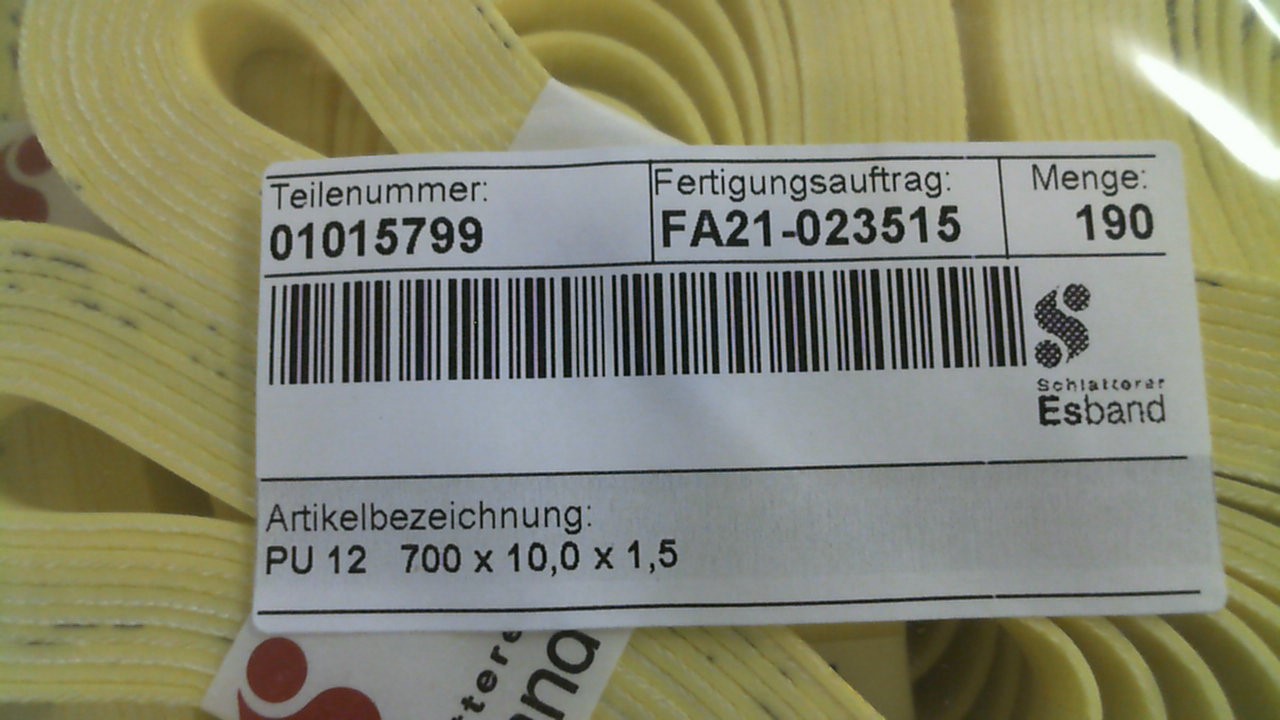 Teilenummer: Fertigungsauftrag: Menge:
01015799 FA21-023515 190
Schlatterer
Esband
Artikelbezeichnung:
PU 12 700 x 10,0 x 1,5